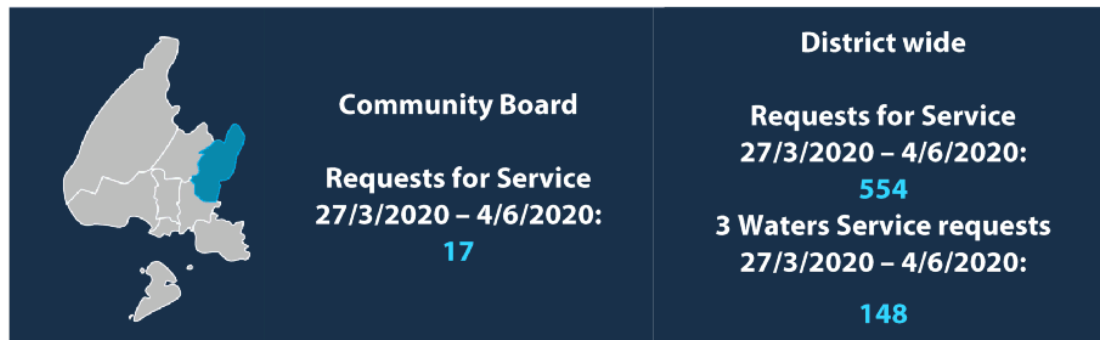 Community Board
Requests for Service
27/3/2020 – 4/6/2020:
17
District wide
Requests for Service
27/3/2020 – 4/6/2020:
554
3 Waters Service requests
27/3/2020 – 4/6/2020:
148